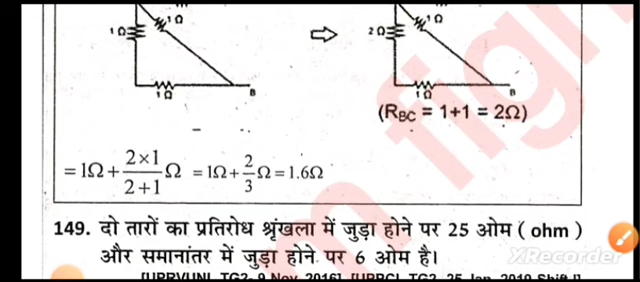 1Ω
1Ω
1Ω
B
⇨
2Ω
1Ω
1Ω
B
(R_BC = 1+1 = 2Ω)
= 1Ω + (2×1)/(2+1) Ω = 1Ω + 2/3 Ω = 1.6Ω
149. दो तारों का प्रतिरोध श्रृंखला में जुड़ा होने पर 25 ओम ( ohm )
और समानांतर में जुड़ा होने पर 6 ओम है।
XRecorder